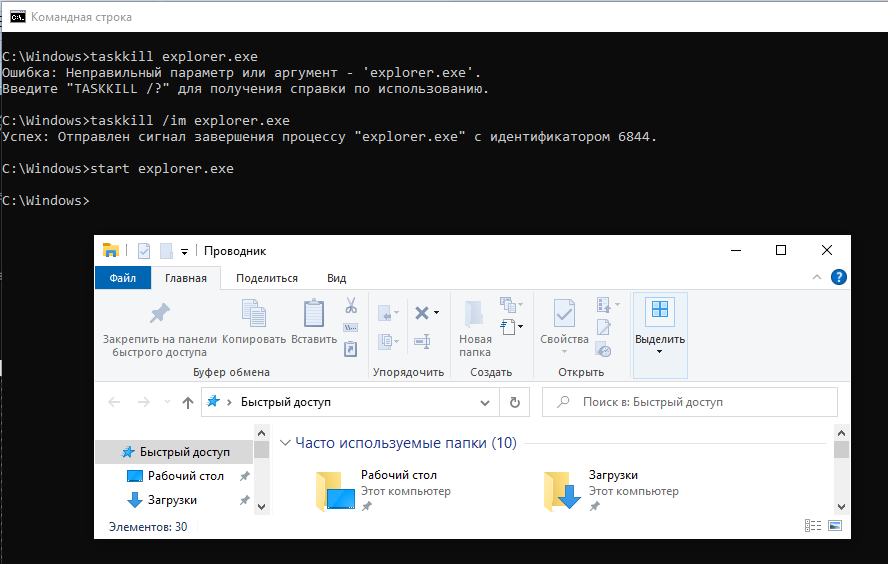 Командная строка
C:\Windows>taskkill explorer.exe
Ошибка: Неправильный параметр или аргумент - 'explorer.exe'.
Введите "TASKKILL /?" для получения справки по использованию.
C:\Windows>taskkill /im explorer.exe
Успех: Отправлен сигнал завершения процессу "explorer.exe" с идентификатором 6844.
C:\Windows>start explorer.exe
C:\Windows>
Проводник
Файл Главная Поделиться Вид
Закрепить на панели
быстрого доступа
Копировать
Вставить
Буфер обмена
Упорядочить
Новая
папка
Создать
Свойства
Открыть
Выделить
Быстрый доступ
Поиск в: Быстрый доступ
Быстрый доступ
Рабочий стол
Загрузки
Часто используемые папки (10)
Рабочий стол
Этот компьютер
Загрузки
Этот компьютер
Элементов: 30